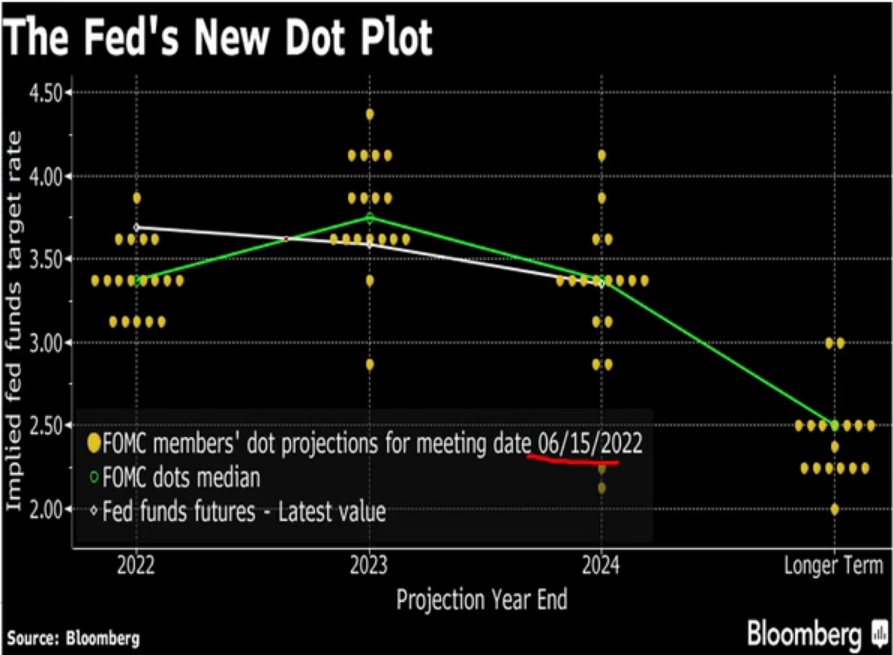 The Fed's New Dot Plot
Implied fed funds target rate
4.50
4.00
3.50
3.00
2.50
2.00
FOMC members' dot projections for meeting date 06/15/2022
FOMC dots median
Fed funds futures - Latest value
2022 2023 2024 Longer Term
Projection Year End
Source: Bloomberg
Bloomberg